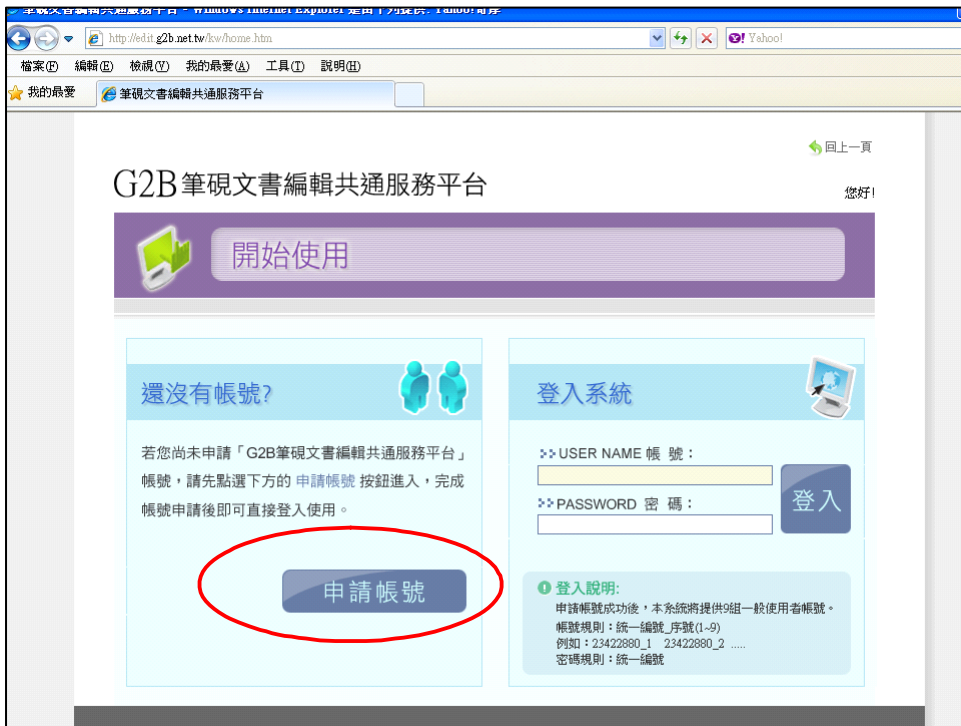 筆硯文書編輯共通服務平台 - Windows Internet Explorer 是由下列提供: Yahoo!奇摩
http://edit.g2b.net.tw/kw/home.htm
Yahoo!
檔案(F) 編輯(E) 檢視(V) 我的最愛(A) 工具(T) 說明(H)
我的最愛 筆硯文書編輯共通服務平台
回上一頁
G2B筆硯文書編輯共通服務平台
您好!
開始使用
還沒有帳號?
若您尚未申請「G2B筆硯文書編輯共通服務平台」
帳號,請先點選下方的 申請帳號 按鈕進入,完成
帳號申請後即可直接登入使用。
申請帳號
登入系統
>>USER NAME 帳 號:
>>PASSWORD 密 碼:
登入
登入說明:
申請帳號成功後,本系統將提供9組一般使用者帳號。
帳號規則:統一編號_序號(1~9)
例如:23422880_1 23422880_2 .....
密碼規則:統一編號